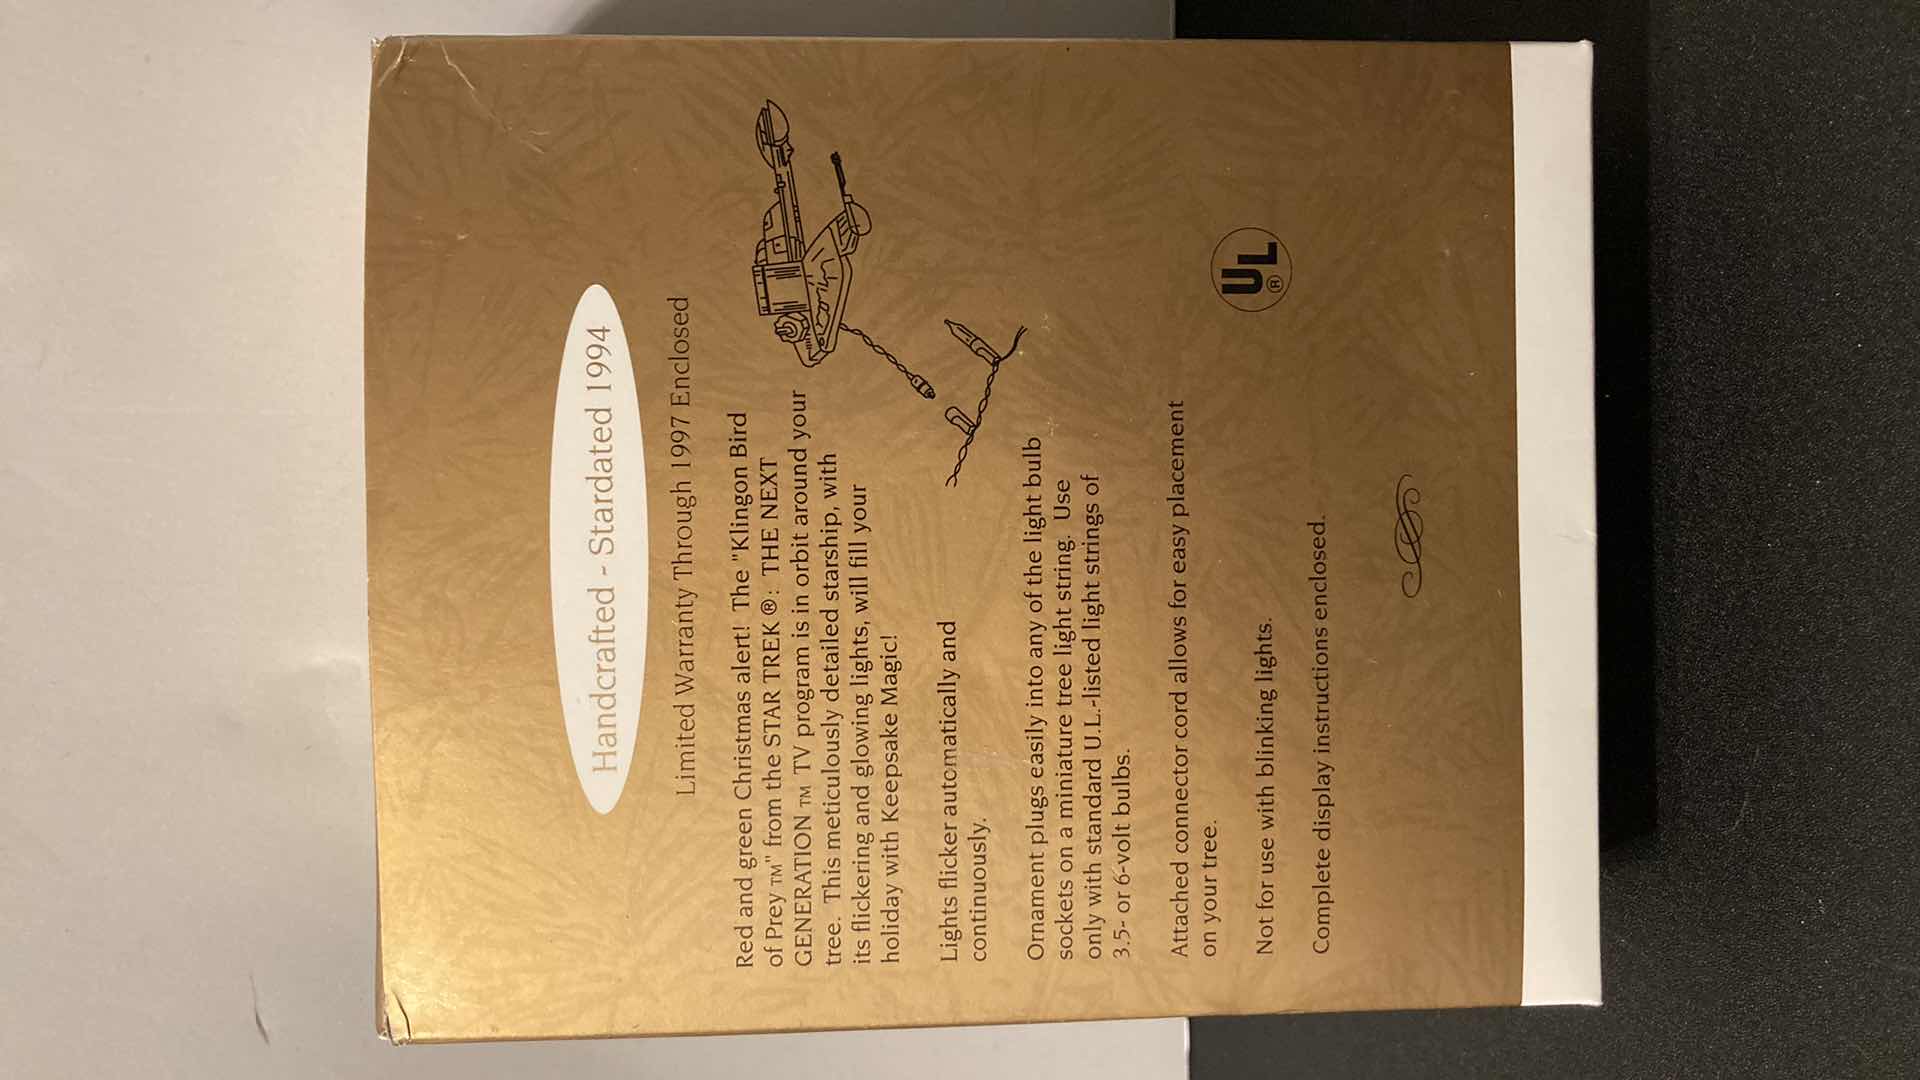 Handcrafted - Stardated 1994
Limited Warranty Through 1997 Enclosed
Red and green Christmas alert! The "Klingon Bird
of Prey ™" from the STAR TREK ®: THE NEXT
GENERATION ™ TV program is in orbit around your
tree. This meticulously detailed starship, with
its flickering and glowing lights, will fill your
holiday with Keepsake Magic!
Lights flicker automatically and
continuously.
Ornament plugs easily into any of the light bulb
sockets on a miniature tree light string. Use
only with standard U.L.-listed light strings of
3.5- or 6-volt bulbs.
Attached connector cord allows for easy placement
on your tree.
Not for use with blinking lights.
Complete display instructions enclosed.
UL®